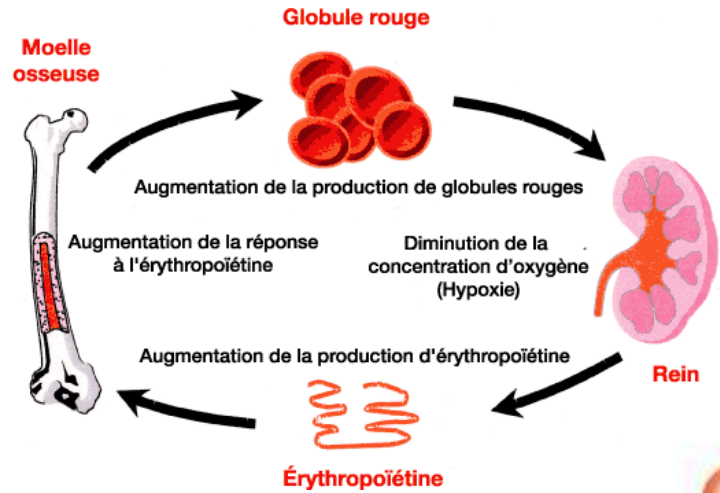 Globule rouge
Moelle
osseuse
Augmentation de la production de globules rouges
Augmentation de la réponse
à l'érythropoïétine
Diminution de la
concentration d'oxygène
(Hypoxie)
Augmentation de la production d'érythropoïétine
Rein
Érythropoïétine